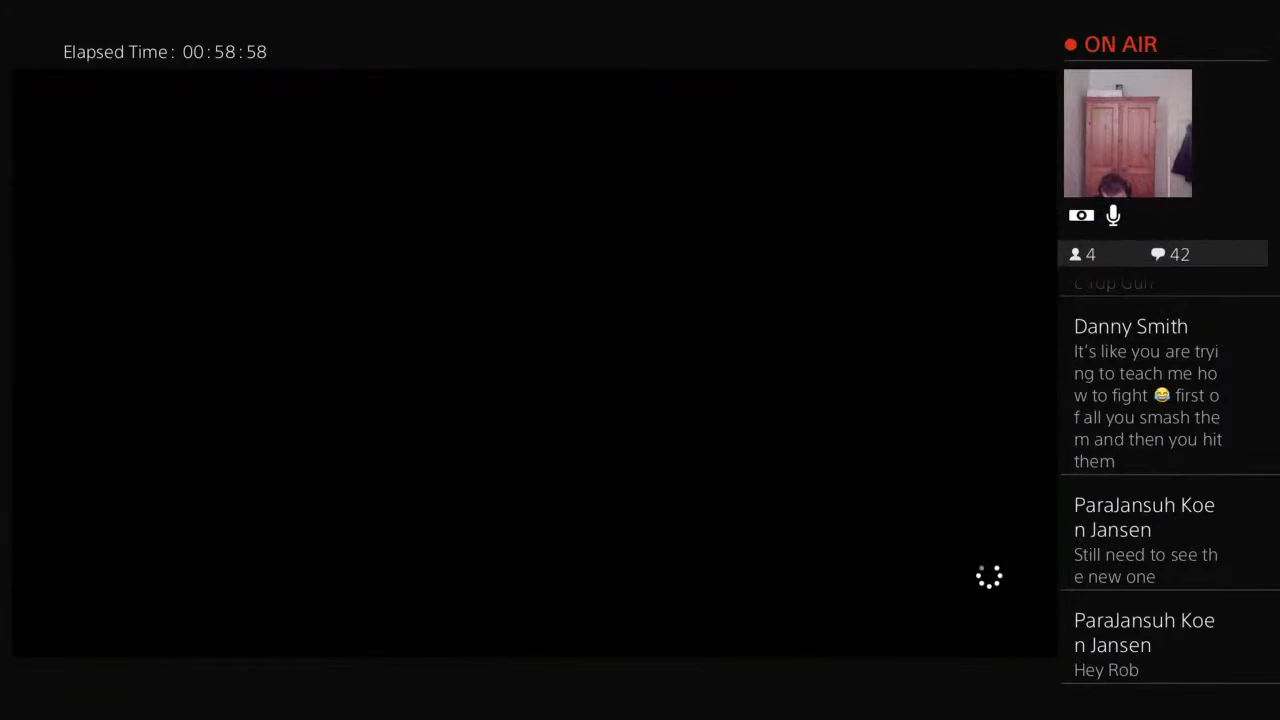 Elapsed Time: 00:58:58
ON AIR
4
42
L Top Gun
Danny Smith
It's like you are tryi
ng to teach me ho
w to fight 😂 first o
f all you smash the
m and then you hit
them
ParaJansuh Koe
n Jansen
Still need to see th
e new one
ParaJansuh Koe
n Jansen
Hey Rob